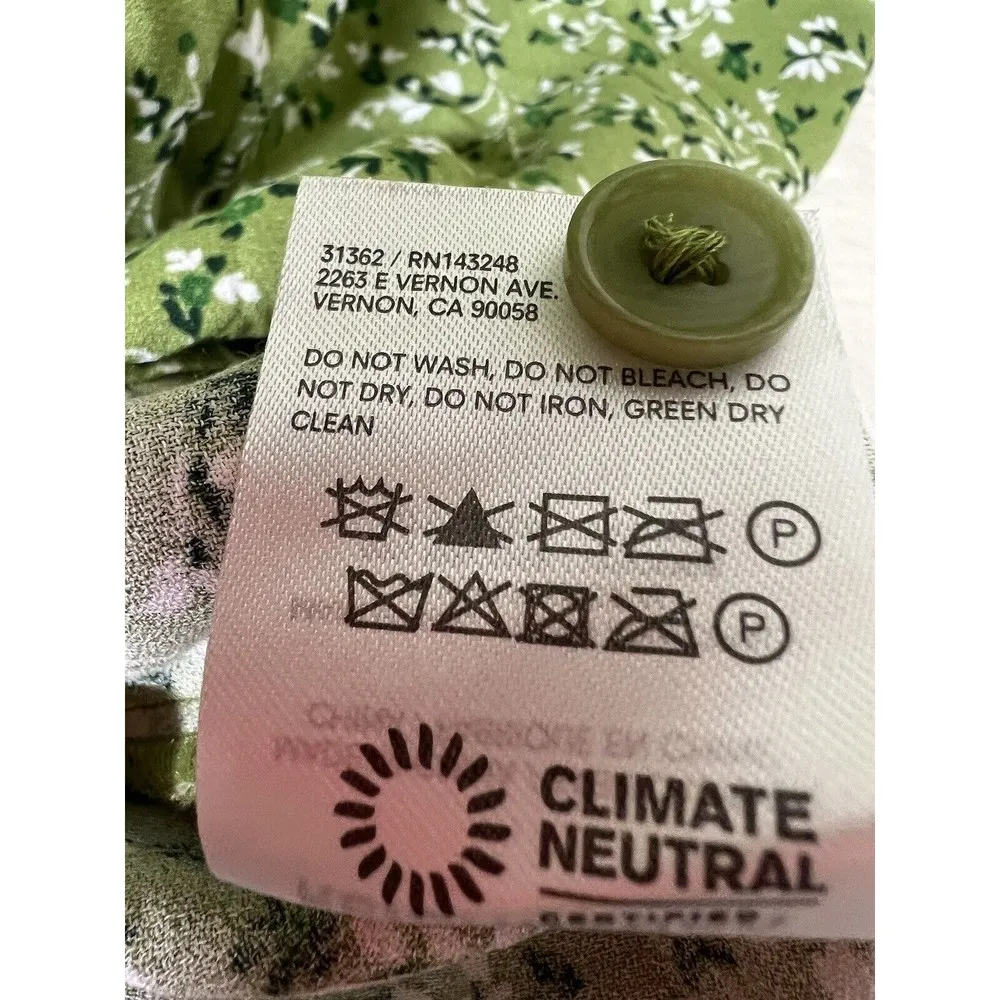 31362 / RN143248
2263 E VERNON AVE.
VERNON, CA 90058
DO NOT WASH, DO NOT BLEACH, DO
NOT DRY, DO NOT IRON, GREEN DRY
CLEAN
P
P
CLIMATE
NEUTRAL
CERTIFIED